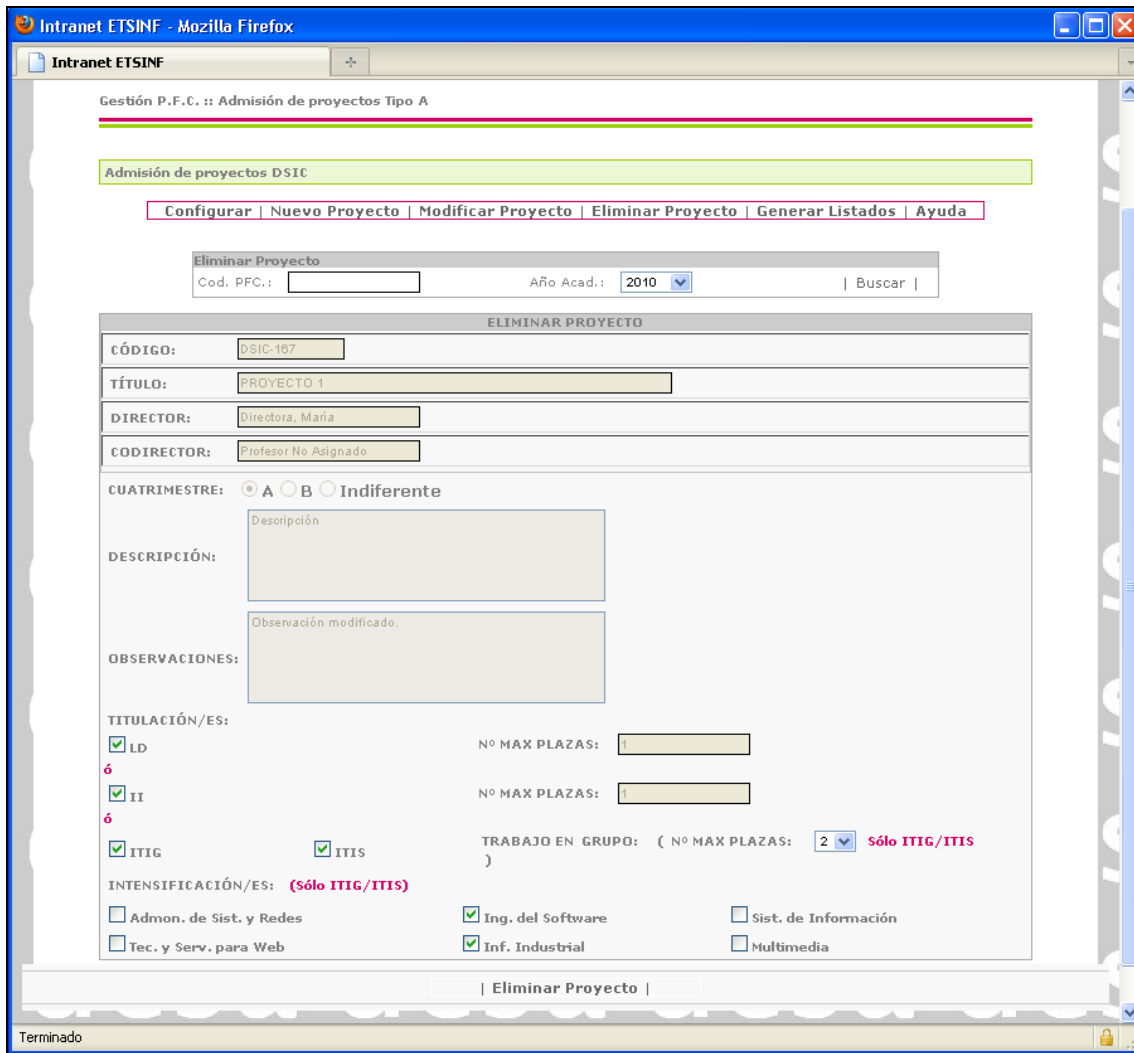 Intranet ETSINF - Mozilla Firefox
Intranet ETSINF
Gestión P.F.C. :: Admisión de proyectos Tipo A
Admisión de proyectos DSIC
Configurar | Nuevo Proyecto | Modificar Proyecto | Eliminar Proyecto | Generar Listados | Ayuda
Eliminar Proyecto
Cod. PFC.: Año Acad.: 2010 | Buscar |
ELIMINAR PROYECTO
CÓDIGO: DSIC-167
TÍTULO: PROYECTO 1
DIRECTOR: Directora, María
CODIRECTOR: Profesor No Asignado
CUATRIMESTRE: A B Indiferente
DESCRIPCIÓN: Descripción
OBSERVACIONES: Observación modificado.
TITULACIÓN/ES:
LD Nº MAX PLAZAS: 1
ó
II Nº MAX PLAZAS: 1
ó
ITIG ITIS TRABAJO EN GRUPO: ( Nº MAX PLAZAS: 2 Sólo ITIG/ITIS
)
INTENSIFICACIÓN/ES: (Sólo ITIG/ITIS)
Admon. de Sist. y Redes Ing. del Software Sist. de Información
Tec. y Serv. para Web Inf. Industrial Multimedia
| Eliminar Proyecto |
Terminado